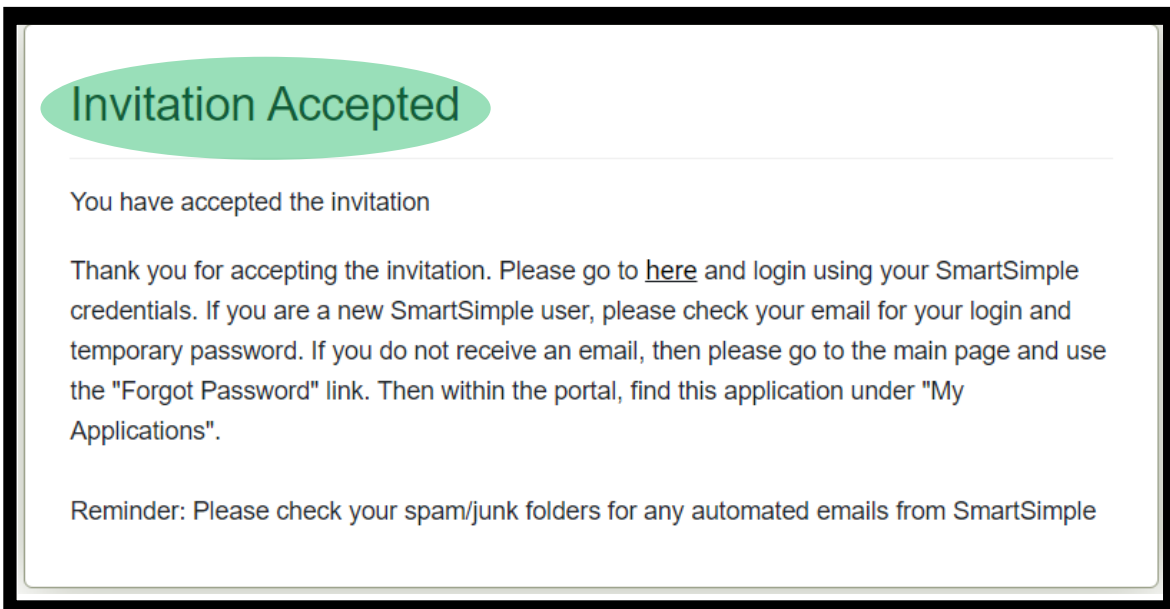 Invitation Accepted
You have accepted the invitation
Thank you for accepting the invitation. Please go to here and login using your SmartSimple
credentials. If you are a new SmartSimple user, please check your email for your login and
temporary password. If you do not receive an email, then please go to the main page and use
the "Forgot Password" link. Then within the portal, find this application under "My
Applications".
Reminder: Please check your spam/junk folders for any automated emails from SmartSimple